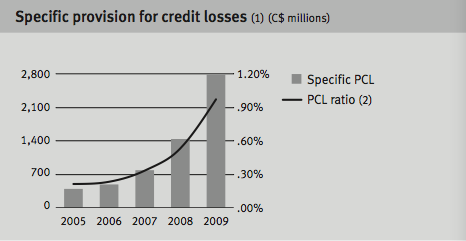 Specific provision for credit losses (1) (C$ millions)
2,800 1.20% Specific PCL
2,100 .90% PCL ratio (2)
1,400 .60%
700 .30%
0 .00%
2005 2006 2007 2008 2009